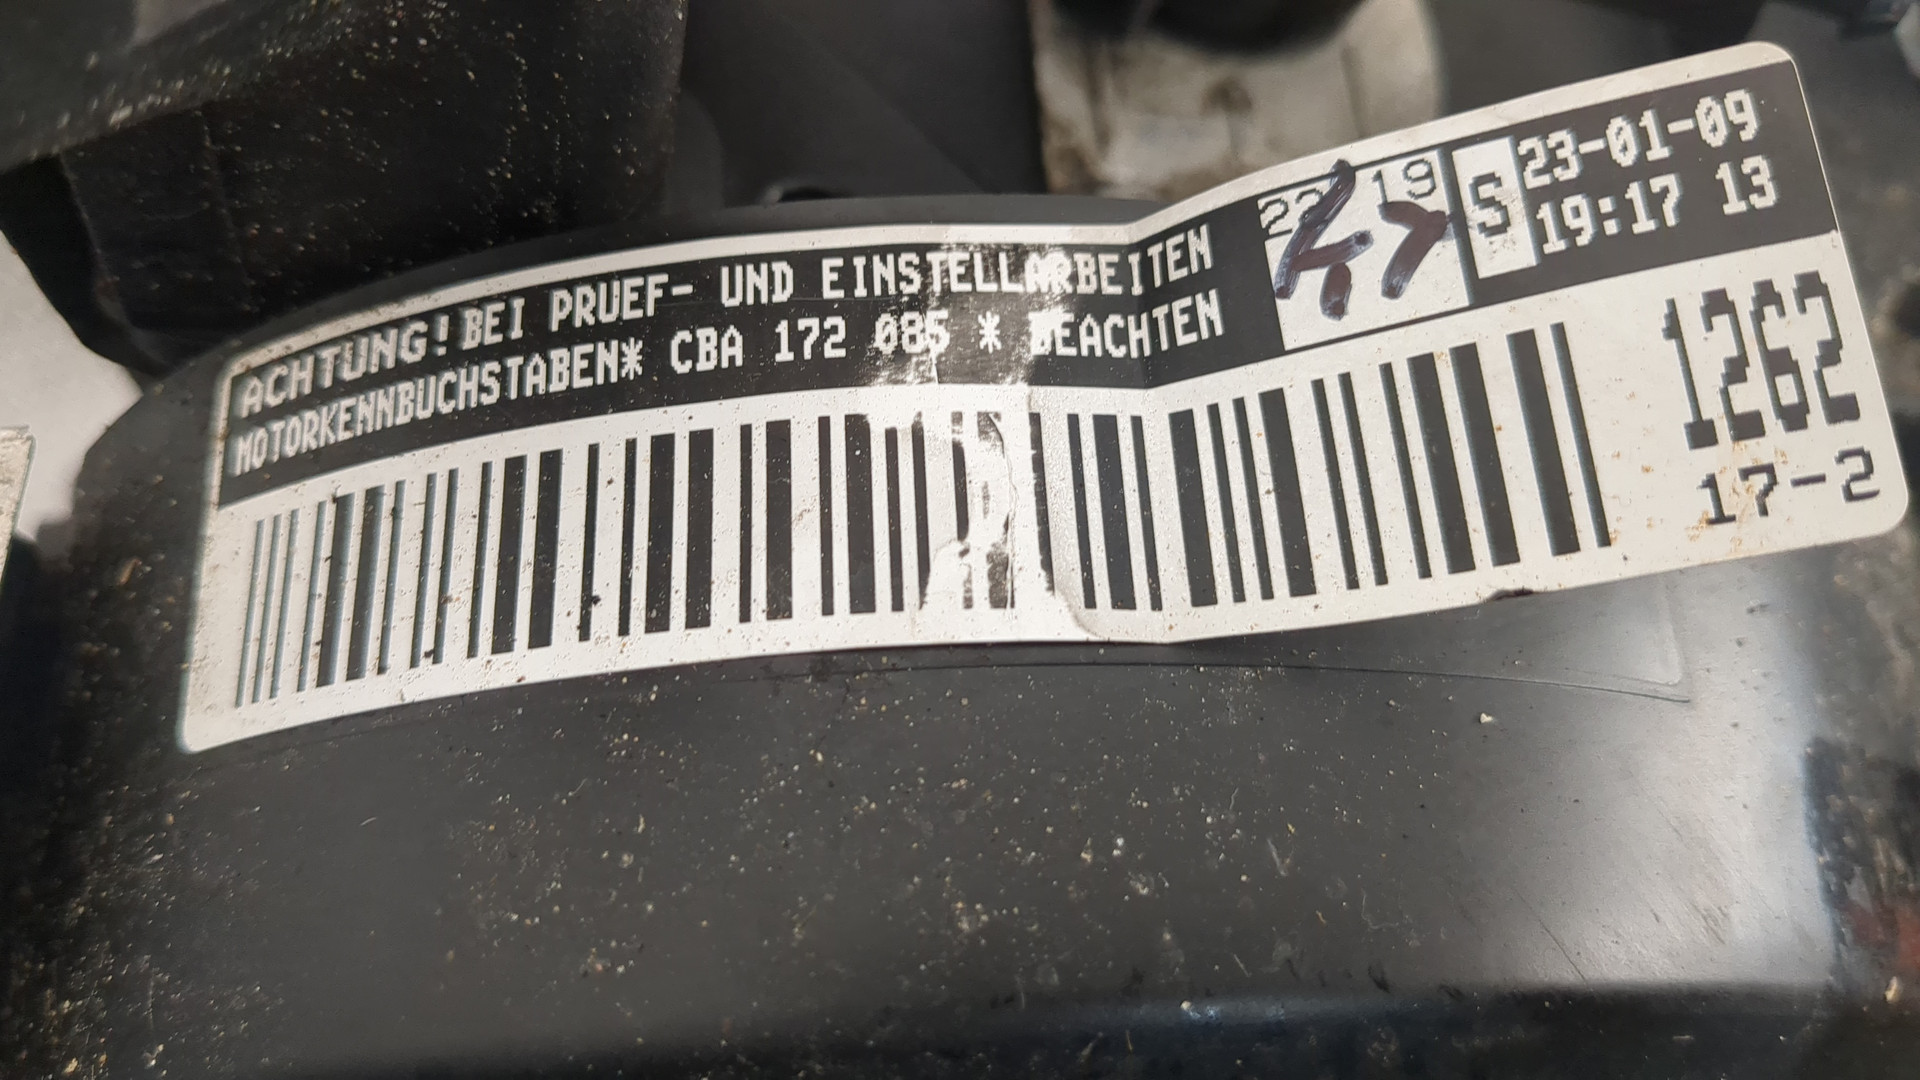 ACHTUNG! BEI PRUEF- UND EINSTELLARBEITEN
MOTORKENNBUCHSTABEN* CBA 172 085 * BEACHTEN
22 19
S
23-01-09
19:17 13
1262
17-2